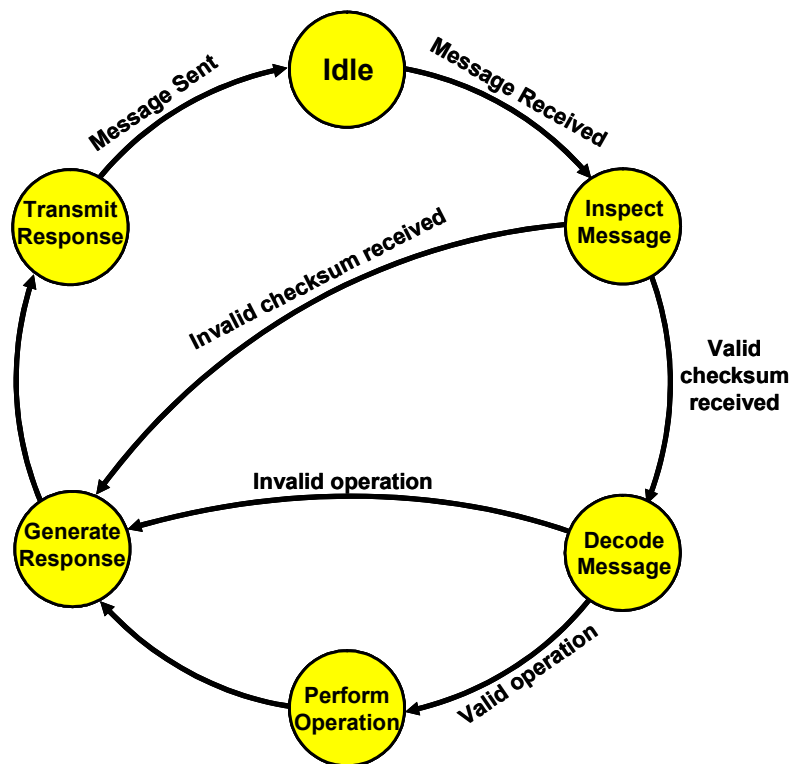 Idle
Message Received
Message Sent
Transmit
Response
Inspect
Message
Invalid checksum received
Valid
checksum
received
Invalid operation
Generate
Response
Decode
Message
Valid operation
Perform
Operation